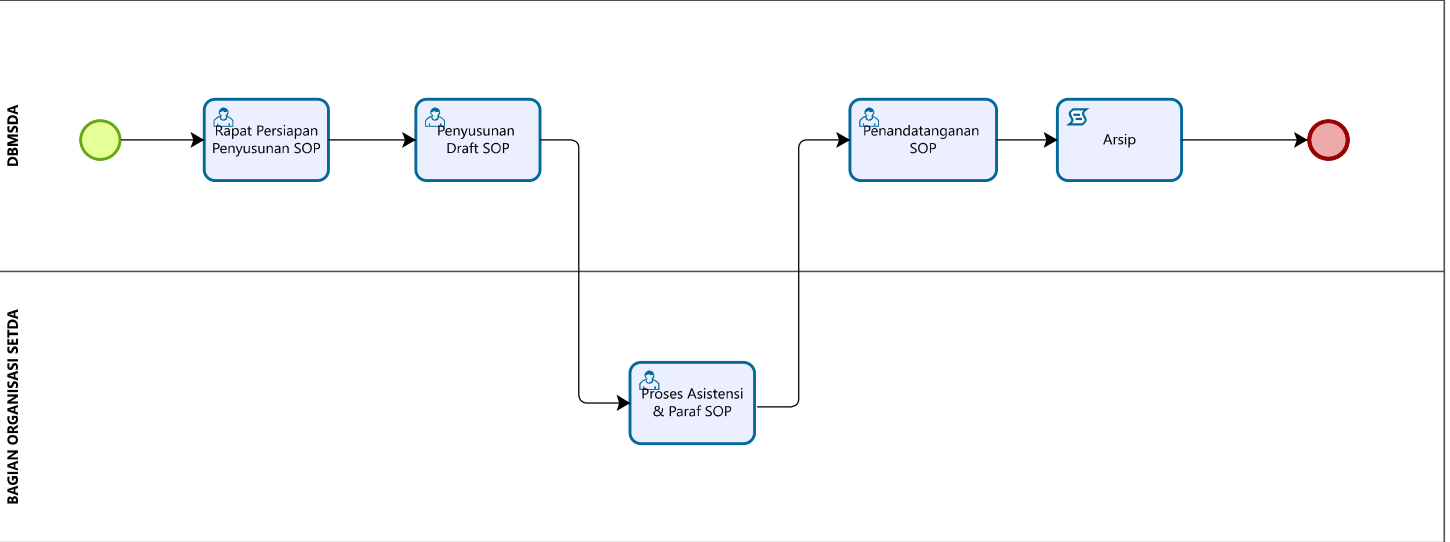 DBMSDA
Rapat Persiapan
Penyusunan SOP
Penyusunan
Draft SOP
Penandatanganan
SOP
Arsip
BAGIAN ORGANISASI SETDA
Proses Asistensi
& Paraf SOP